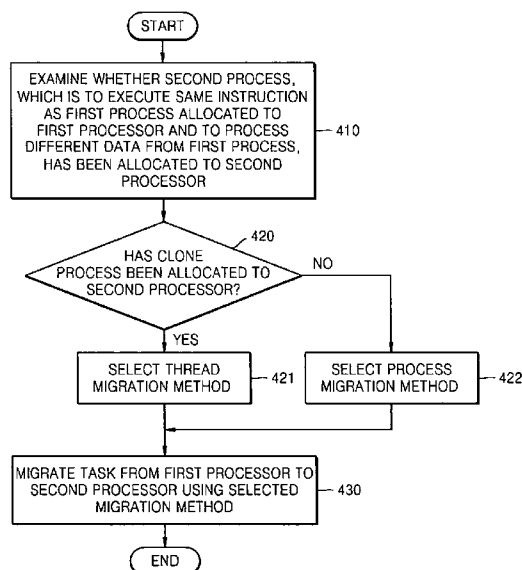 START
EXAMINE WHETHER SECOND PROCESS,
WHICH IS TO EXECUTE SAME INSTRUCTION
AS FIRST PROCESS ALLOCATED TO
FIRST PROCESSOR AND TO PROCESS
DIFFERENT DATA FROM FIRST PROCESS,
HAS BEEN ALLOCATED TO SECOND
PROCESSOR
410
420
HAS CLONE
PROCESS BEEN ALLOCATED TO
SECOND PROCESSOR?
NO
YES
SELECT THREAD
MIGRATION METHOD
421
SELECT PROCESS
MIGRATION METHOD
422
MIGRATE TASK FROM FIRST PROCESSOR TO
SECOND PROCESSOR USING SELECTED
MIGRATION METHOD
430
END